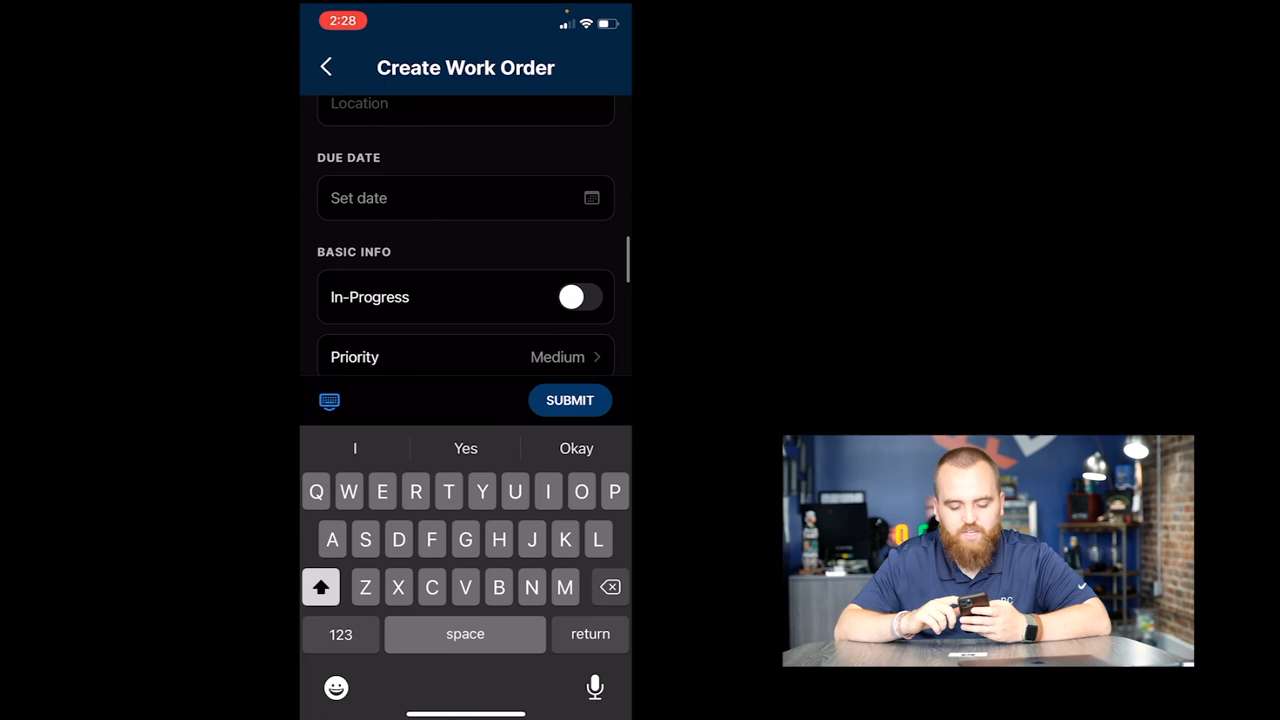 2:28
Create Work Order
Location
DUE DATE
Set date
BASIC INFO
In-Progress
Priority Medium
SUBMIT
I Yes Okay
Q W E R T Y U I O P
A S D F G H J K L
Z X C V B N M
123 space return